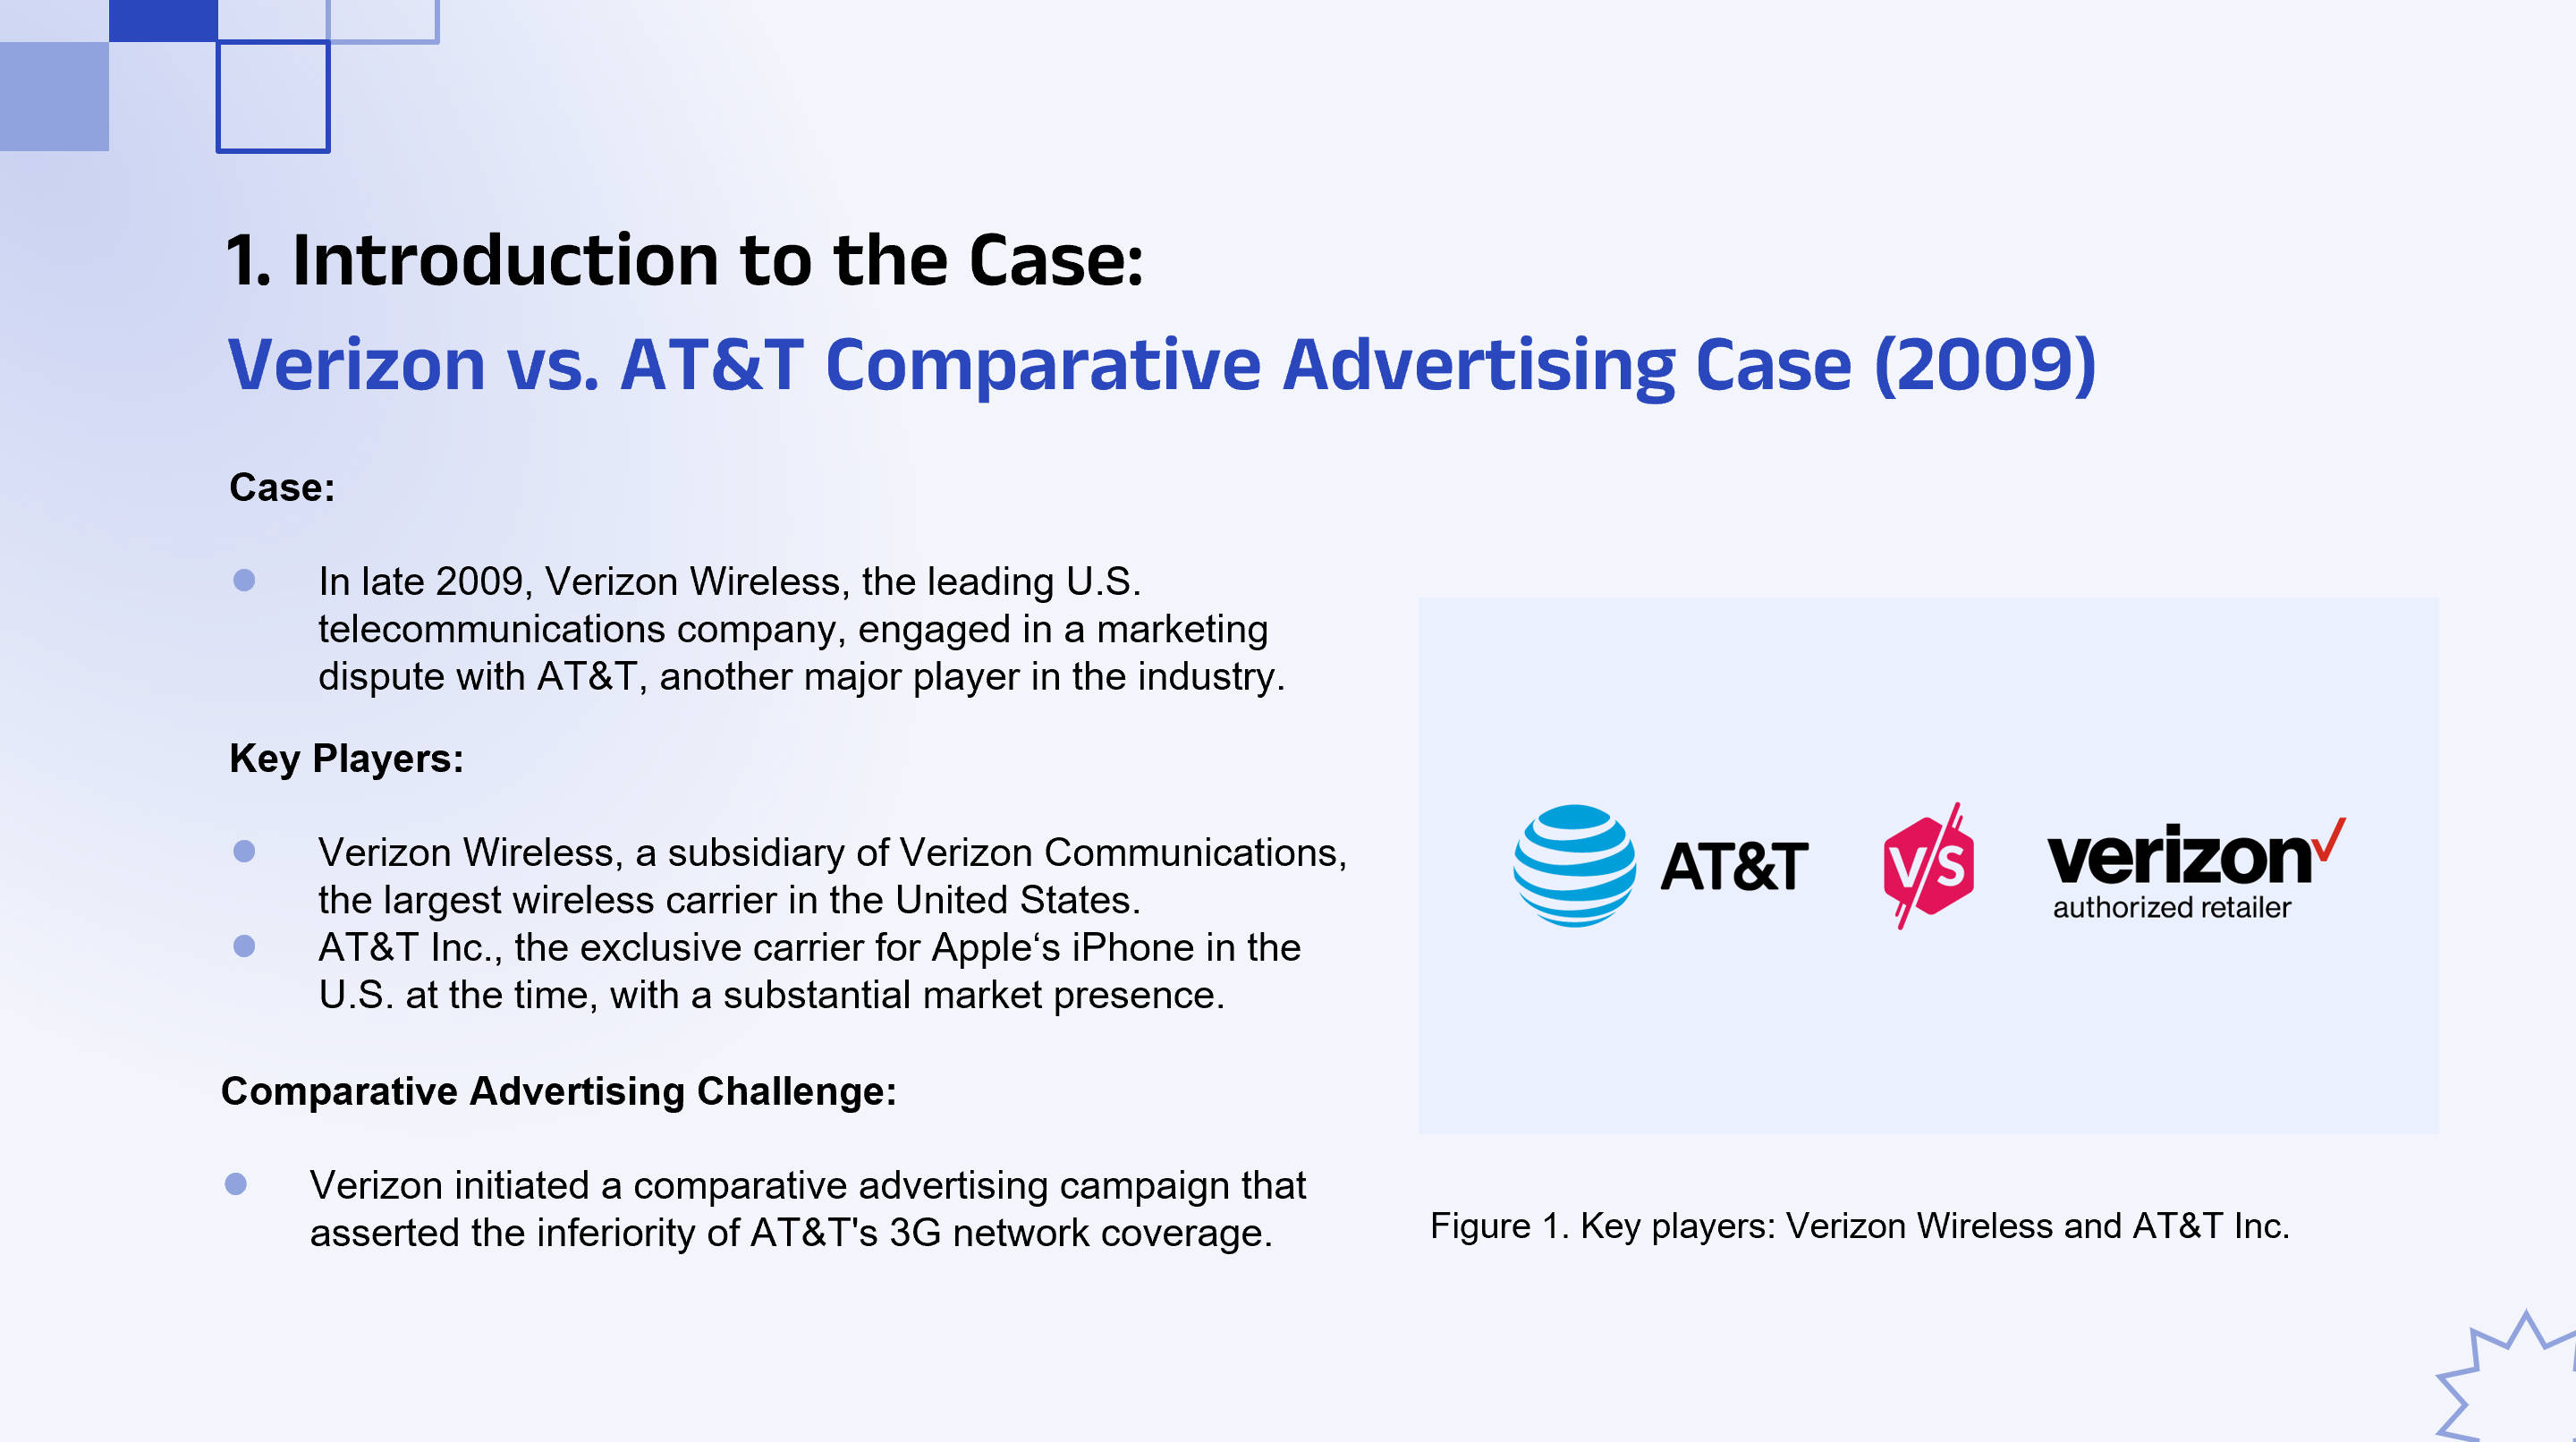 1. Introduction to the Case:
Verizon vs. AT&T Comparative Advertising Case (2009)
Case:
In late 2009, Verizon Wireless, the leading U.S.
telecommunications company, engaged in a marketing
dispute with AT&T, another major player in the industry.
Key Players:
Verizon Wireless, a subsidiary of Verizon Communications,
the largest wireless carrier in the United States.
AT&T Inc., the exclusive carrier for Apple‘s iPhone in the
U.S. at the time, with a substantial market presence.
Comparative Advertising Challenge:
Verizon initiated a comparative advertising campaign that
asserted the inferiority of AT&T's 3G network coverage.
AT&T
VS
verizon
authorized retailer
Figure 1. Key players: Verizon Wireless and AT&T Inc.